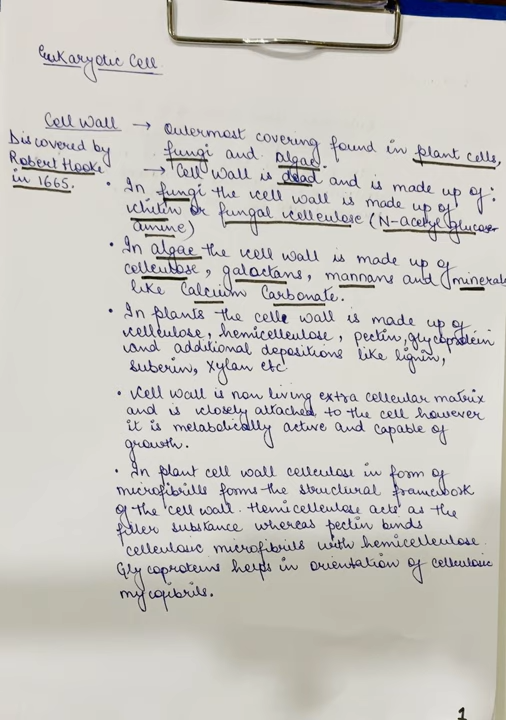 Eukaryotic Cell
Cell Wall → Outermost covering found in plant cells,
Discovered by
Robert Hooke
in 1665.
fungi and algae.
→ Cell wall is dead and is made up of:
• In fungi the cell wall is made up of
chitin or fungal cellulose (N-acetyl glucos-
amine)
• In algae the cell wall is made up of
cellulose, galactans, mannans and minerals
like Calcium Carbonate.
• In plants the cell wall is made up of
cellulose, hemicellulose, pectin, glycoprotein
and additional depositions like lignin,
suberin, xylan etc.
• Cell wall is non living extra cellular matrix
and is closely attached to the cell however
it is metabolically active and capable of
growth.
• In plant cell wall cellulose in form of
microfibrills forms the structural framework
of the cell wall. Hemicellulose acts as the
filler substance whereas pectin binds
cellulosic microfibrils with hemicellulose.
Glycoproteins helps in orientation of cellulosic
mycofibrils.
1